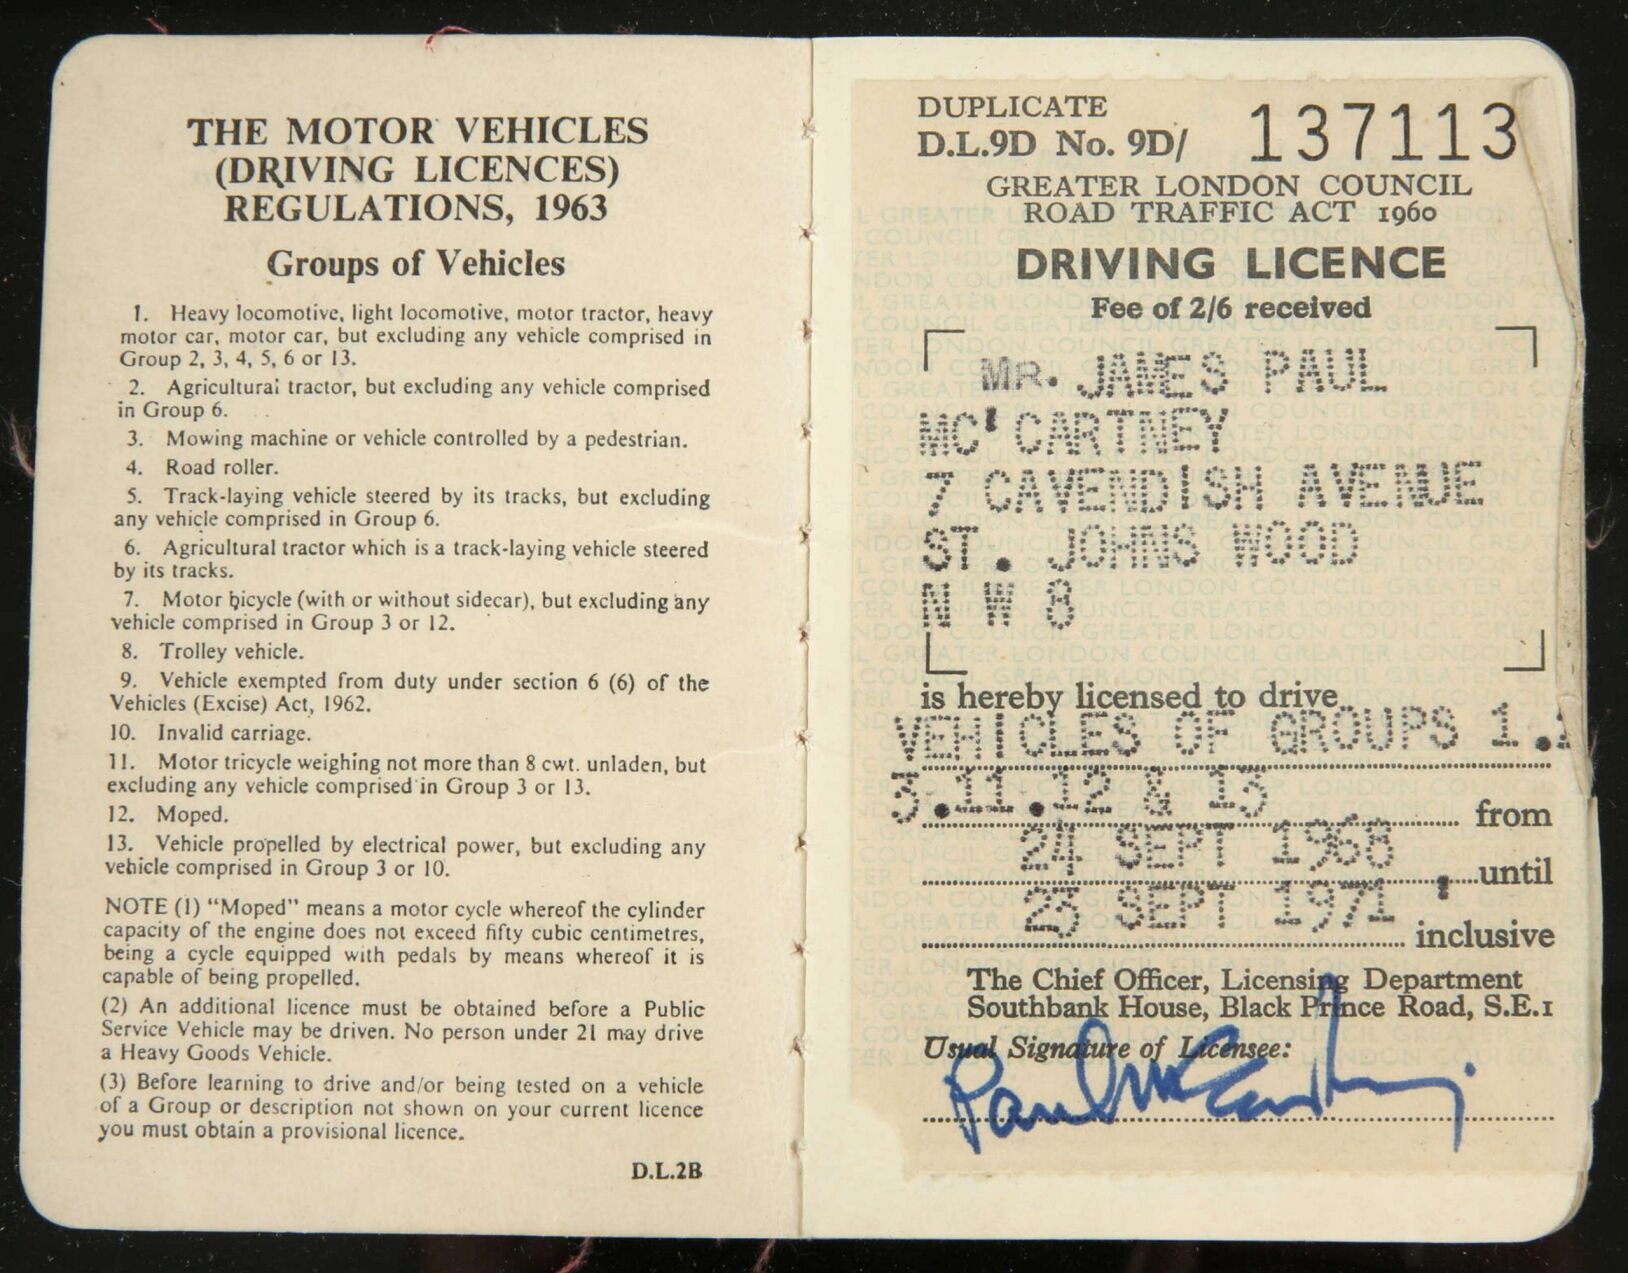 THE MOTOR VEHICLES
(DRIVING LICENCES)
REGULATIONS, 1963
Groups of Vehicles
1. Heavy locomotive, light locomotive, motor tractor, heavy
motor car, motor car, but excluding any vehicle comprised in
Group 2, 3, 4, 5, 6 or 13.
2. Agricultural tractor, but excluding any vehicle comprised
in Group 6.
3. Mowing machine or vehicle controlled by a pedestrian.
4. Road roller.
5. Track-laying vehicle steered by its tracks, but excluding
any vehicle comprised in Group 6.
6. Agricultural tractor which is a track-laying vehicle steered
by its tracks.
7. Motor bicycle (with or without sidecar), but excluding any
vehicle comprised in Group 3 or 12.
8. Trolley vehicle.
9. Vehicle exempted from duty under section 6 (6) of the
Vehicles (Excise) Act, 1962.
10. Invalid carriage.
11. Motor tricycle weighing not more than 8 cwt. unladen, but
excluding any vehicle comprised in Group 3 or 13.
12. Moped.
13. Vehicle propelled by electrical power, but excluding any
vehicle comprised in Group 3 or 10.
NOTE (1) "Moped" means a motor cycle whereof the cylinder
capacity of the engine does not exceed fifty cubic centimetres,
being a cycle equipped with pedals by means whereof it is
capable of being propelled.
(2) An additional licence must be obtained before a Public
Service Vehicle may be driven. No person under 21 may drive
a Heavy Goods Vehicle.
(3) Before learning to drive and/or being tested on a vehicle
of a Group or description not shown on your current licence
you must obtain a provisional licence.
D.L.2B
DUPLICATE
D.L.9D No. 9D/ 137113
GREATER LONDON COUNCIL
ROAD TRAFFIC ACT 1960
DRIVING LICENCE
Fee of 2/6 received
MR. JAMES PAUL
MC'CARTNEY
7 CAVENDISH AVENUE
ST. JOHNS WOOD
N W 8
is hereby licensed to drive
VEHICLES OF GROUPS 1.
3.11.12 & 13 from
24 SEPT 1968 until
23 SEPT 1971 inclusive
The Chief Officer, Licensing Department
Southbank House, Black Prince Road, S.E.1
Usual Signature of Licensee:
Paul McCartney